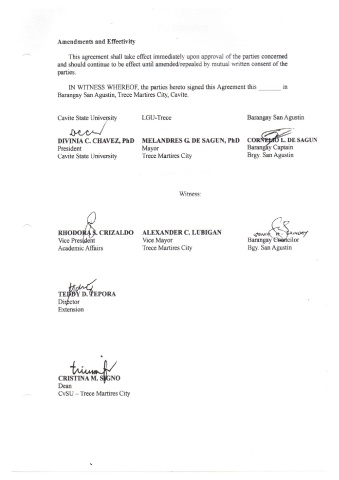 Amendments and Effectivity
This agreement shall take effect immediately upon approval of the parties concerned
and should continue to be effect until amended/repealed by mutual written consent of the
parties.
IN WITNESS WHEREOF, the parties hereto signed this Agreement this _______ in
Barangay San Agustin, Trece Martires City, Cavite.
Cavite State University LGU-Trece Barangay San Agustin
DIVINIA C. CHAVEZ, PhD MELANDRES G. DE SAGUN, PhD CORNELIO L. DE SAGUN
President Mayor Barangay Captain
Cavite State University Trece Martires City Brgy. San Agustin
Witness:
RHODORA S. CRIZALDO ALEXANDER C. LUBIGAN
Vice President Vice Mayor Barangay Councilor
Academic Affairs Trece Martires City Bgy. San Agustin
TEDDY D. TEPORA
Director
Extension
CRISTINA M. SIGNO
Dean
CvSU – Trece Martires City